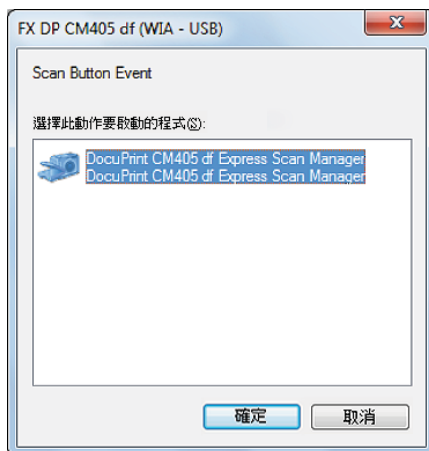 FX DP CM405 df (WIA - USB)
Scan Button Event
選擇此動作要啟動的程式(S):
DocuPrint CM405 df Express Scan Manager
DocuPrint CM405 df Express Scan Manager
確定
取消